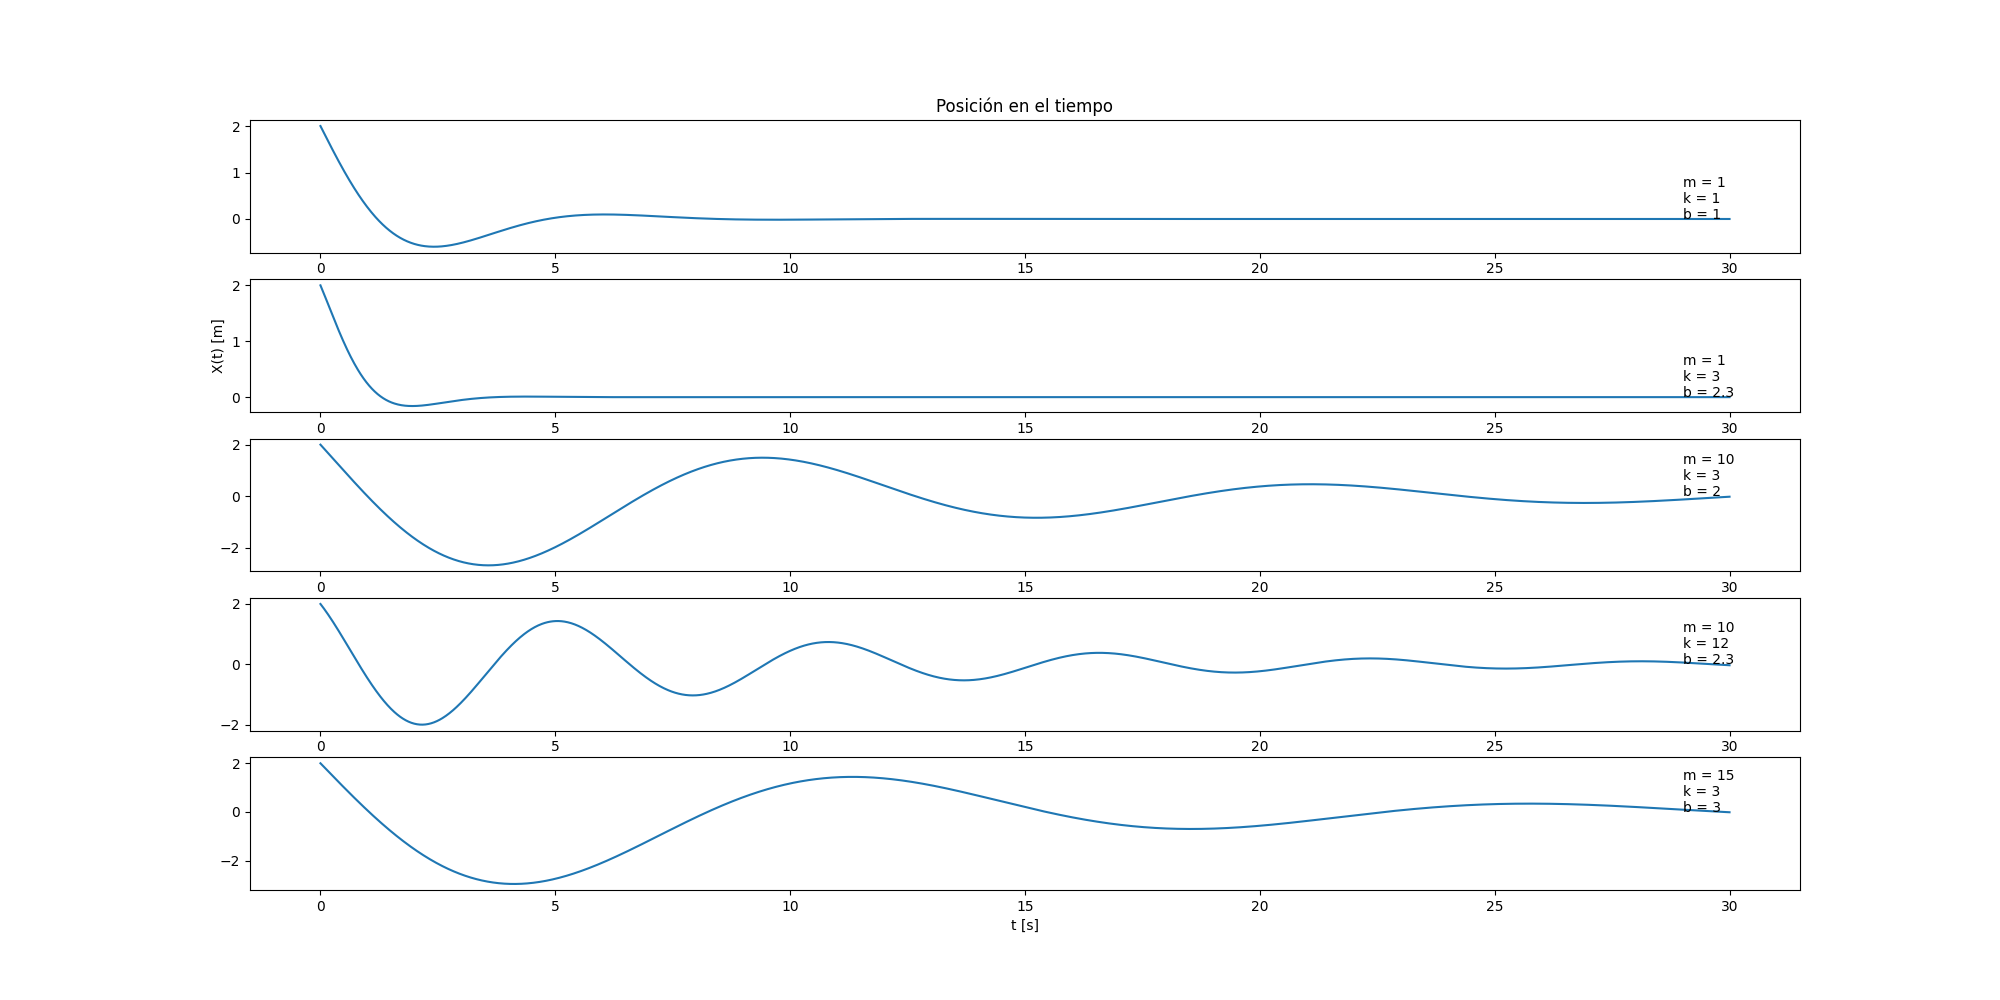 Posición en el tiempo
2
1
0
m = 1
k = 1
b = 1
0 5 10 15 20 25 30
X(t) [m]
2
1
0
m = 1
k = 3
b = 2.3
0 5 10 15 20 25 30
2
0
−2
m = 10
k = 3
b = 2
0 5 10 15 20 25 30
2
0
−2
m = 10
k = 12
b = 2.3
0 5 10 15 20 25 30
2
0
−2
m = 15
k = 3
b = 3
0 5 10 15 20 25 30
t [s]